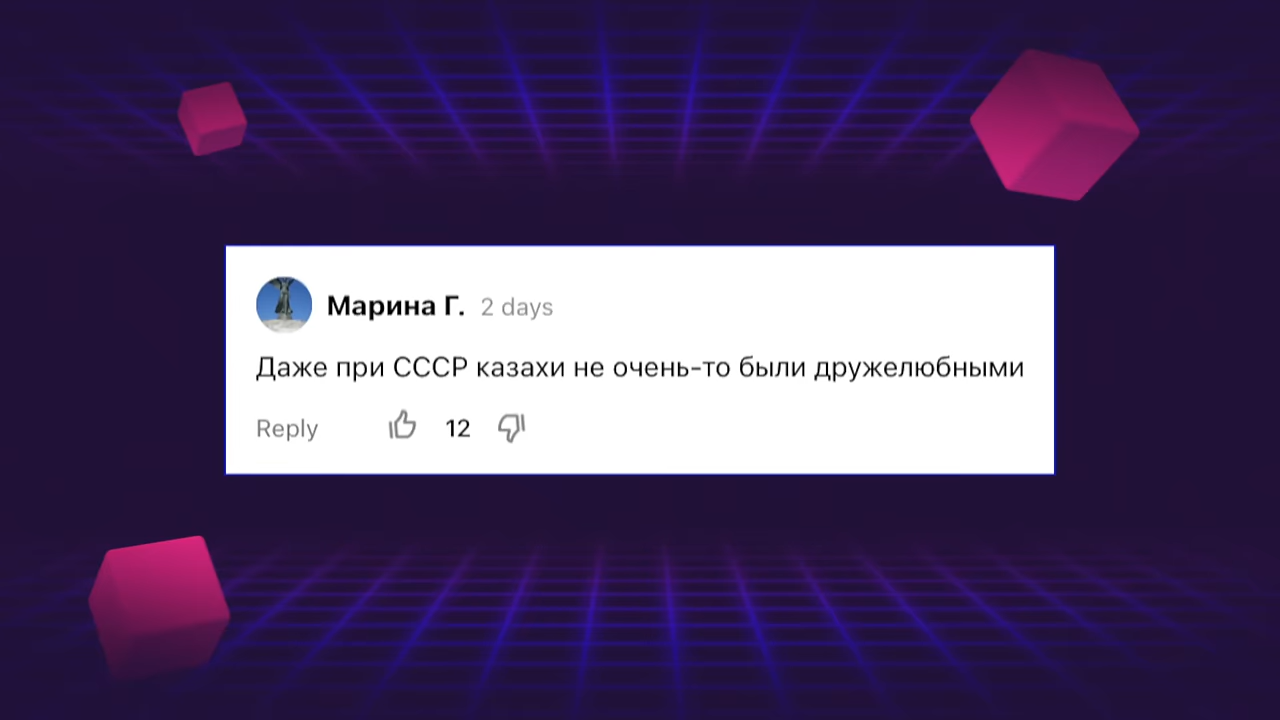 Марина Г. 2 days
Даже при СССР казахи не очень-то были дружелюбными
Reply 12